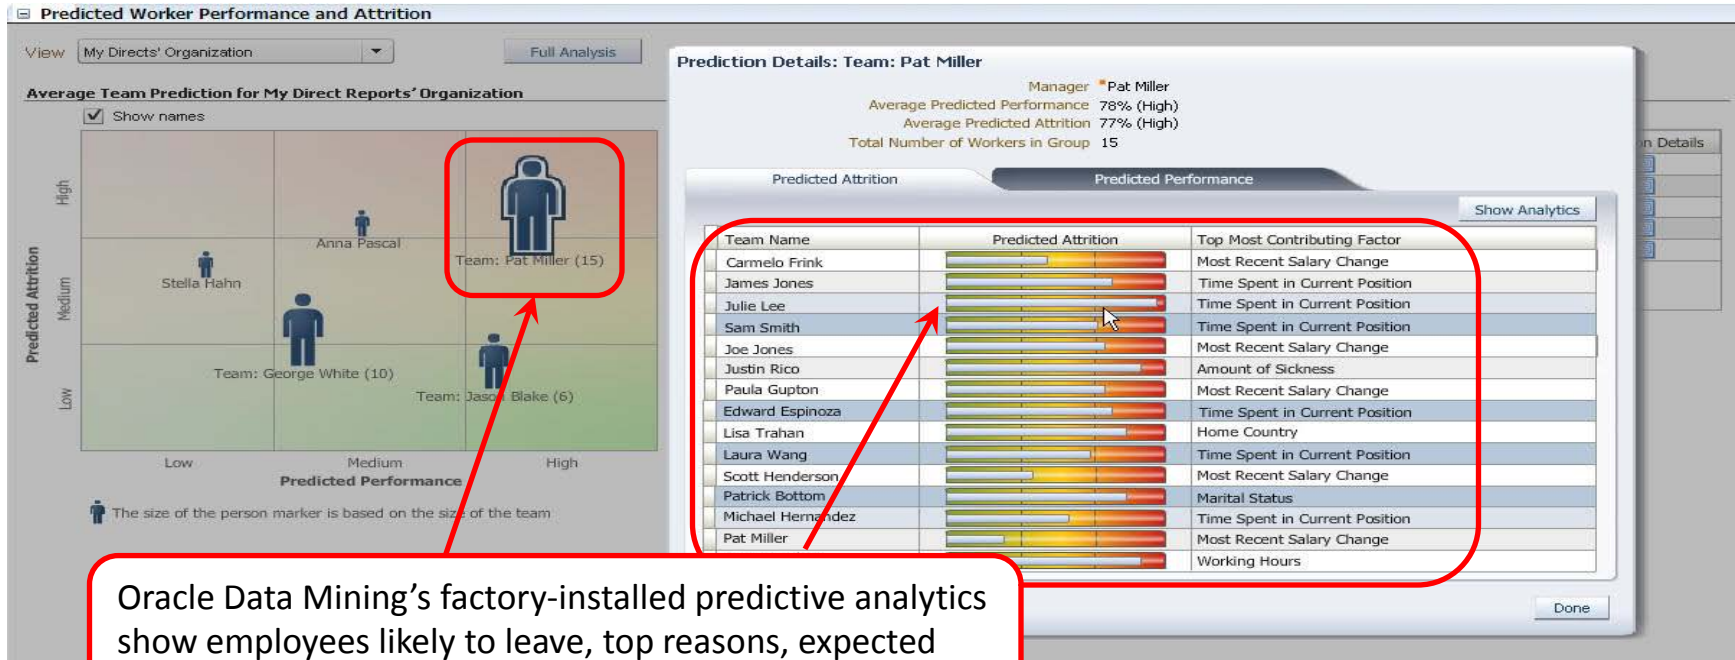 Predicted Worker Performance and Attrition
View My Directs' Organization Full Analysis
Average Team Prediction for My Direct Reports' Organization
Show names
Predicted Attrition
High
Medium
Low
Anna Pascal
Team: Pat Miller (15)
Stella Hahn
Team: George White (10)
Team: Jason Blake (6)
Low Medium High
Predicted Performance
The size of the person marker is based on the size of the team
Prediction Details: Team: Pat Miller
Manager *Pat Miller
Average Predicted Performance 78% (High)
Average Predicted Attrition 77% (High)
Total Number of Workers in Group 15
Predicted Attrition Predicted Performance
Show Analytics
Team Name Predicted Attrition Top Most Contributing Factor
Carmelo Frink Most Recent Salary Change
James Jones Time Spent in Current Position
Julie Lee Time Spent in Current Position
Sam Smith Time Spent in Current Position
Joe Jones Most Recent Salary Change
Justin Rico Amount of Sickness
Paula Gupton Most Recent Salary Change
Edward Espinoza Time Spent in Current Position
Lisa Trahan Home Country
Laura Wang Time Spent in Current Position
Scott Henderson Most Recent Salary Change
Patrick Bottom Marital Status
Michael Hernandez Time Spent in Current Position
Pat Miller Most Recent Salary Change
Working Hours
Done
Details
Oracle Data Mining’s factory-installed predictive analytics
show employees likely to leave, top reasons, expected